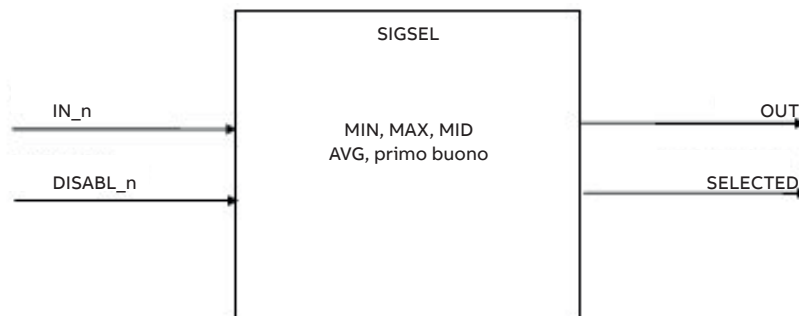 SIGSEL
IN_n
OUT
MIN, MAX, MID
AVG, primo buono
DISABL_n
SELECTED